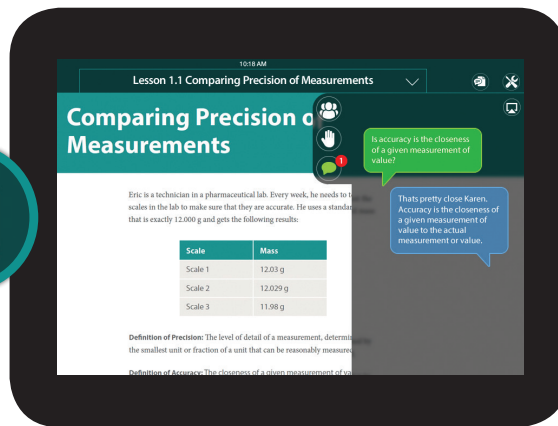 10:18 AM
Lesson 1.1 Comparing Precision of Measurements
Comparing Precision o
Measurements
1
Is accuracy is the closeness
of a given measurement of
value?
Thats pretty close Karen.
Accuracy is the closeness of
a given measurement of
value to the actual
measurement or value.
Eric is a technician in a pharmaceutical lab. Every week, he needs to
scales in the lab to make sure that they are accurate. He uses a standar
that is exactly 12.000 g and gets the following results:
Scale Mass
Scale 1 12.03 g
Scale 2 12.029 g
Scale 3 11.98 g
Definition of Precision: The level of detail of a measurement, determin
the smallest unit or fraction of a unit that can be reasonably measured
Definition of Accuracy: The closeness of a given measurement of va